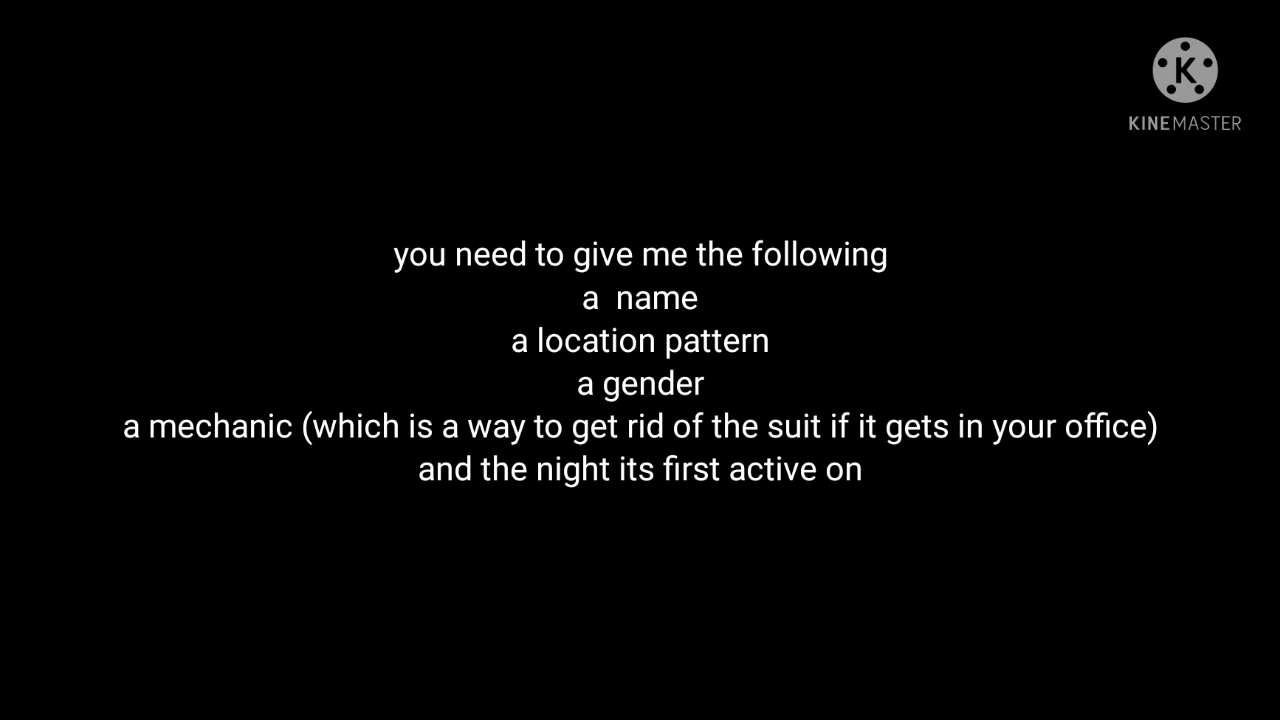 K
KINEMASTER
you need to give me the following
a  name
a location pattern
a gender
a mechanic (which is a way to get rid of the suit if it gets in your office)
and the night its first active on